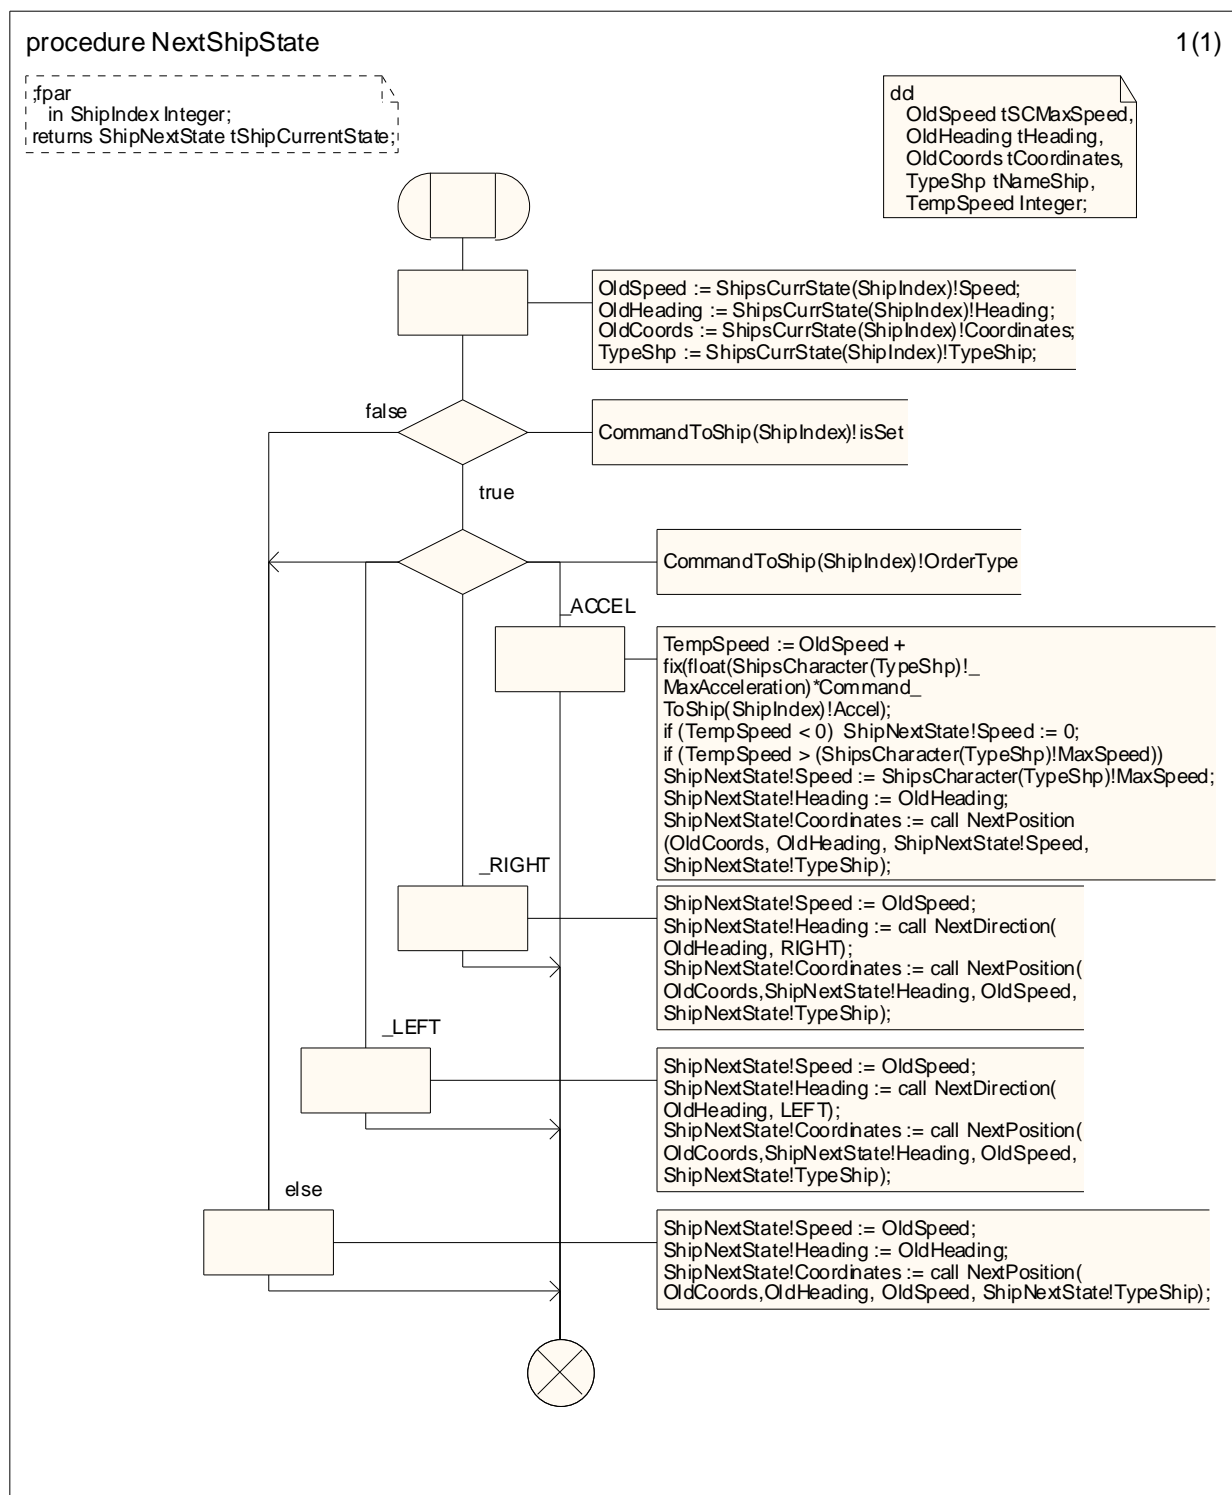 procedure NextShipState
1(1)
;fpar
in ShipIndex Integer;
returns ShipNextState tShipCurrentState;
dcl
OldSpeed tSCMaxSpeed,
OldHeading tHeading,
OldCoords tCoordinates,
TypeShp tNameShip,
TempSpeed Integer;
OldSpeed := ShipsCurrState(ShipIndex)!Speed;
OldHeading := ShipsCurrState(ShipIndex)!Heading;
OldCoords := ShipsCurrState(ShipIndex)!Coordinates;
TypeShp := ShipsCurrState(ShipIndex)!TypeShip;
false
CommandToShip(ShipIndex)!isSet
true
CommandToShip(ShipIndex)!OrderType
_ACCEL
TempSpeed := OldSpeed +
fix(float(ShipsCharacter(TypeShp)!_
MaxAcceleration)*Command_
ToShip(ShipIndex)!Accel);
if (TempSpeed < 0) ShipNextState!Speed := 0;
if (TempSpeed > (ShipsCharacter(TypeShp)!MaxSpeed))
ShipNextState!Speed := ShipsCharacter(TypeShp)!MaxSpeed;
ShipNextState!Heading := OldHeading;
ShipNextState!Coordinates := call NextPosition
(OldCoords, OldHeading, ShipNextState!Speed,
ShipNextState!TypeShip);
_RIGHT
ShipNextState!Speed := OldSpeed;
ShipNextState!Heading := call NextDirection(
OldHeading, RIGHT);
ShipNextState!Coordinates := call NextPosition(
OldCoords,ShipNextState!Heading, OldSpeed,
ShipNextState!TypeShip);
_LEFT
ShipNextState!Speed := OldSpeed;
ShipNextState!Heading := call NextDirection(
OldHeading, LEFT);
ShipNextState!Coordinates := call NextPosition(
OldCoords,ShipNextState!Heading, OldSpeed,
ShipNextState!TypeShip);
else
ShipNextState!Speed := OldSpeed;
ShipNextState!Heading := OldHeading;
ShipNextState!Coordinates := call NextPosition(
OldCoords,OldHeading, OldSpeed, ShipNextState!TypeShip);